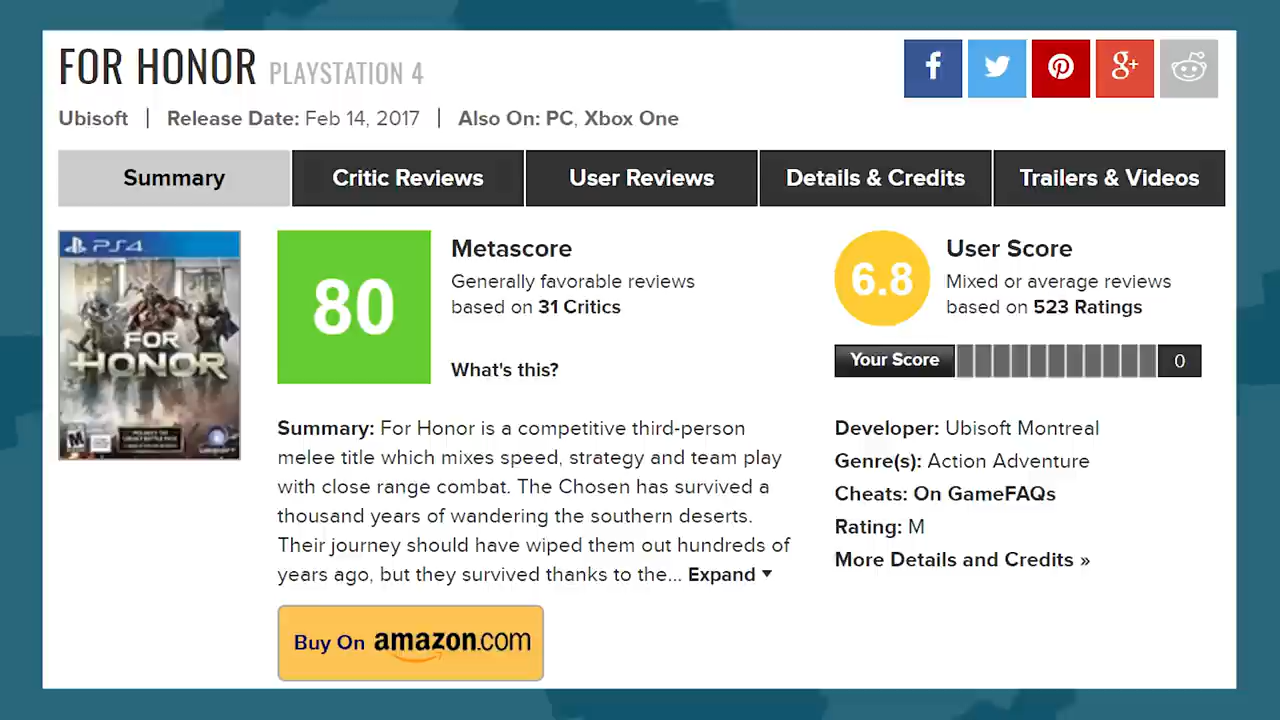 FOR HONOR PLAYSTATION 4
Ubisoft | Release Date: Feb 14, 2017 | Also On: PC, Xbox One
Summary
Critic Reviews
User Reviews
Details & Credits
Trailers & Videos
PS4
FOR
HONOR
M
80
Metascore
Generally favorable reviews
based on 31 Critics
What's this?
6.8
User Score
Mixed or average reviews
based on 523 Ratings
Your Score
0
Summary: For Honor is a competitive third-person
melee title which mixes speed, strategy and team play
with close range combat. The Chosen has survived a
thousand years of wandering the southern deserts.
Their journey should have wiped them out hundreds of
years ago, but they survived thanks to the... Expand
Buy On amazon.com
Developer: Ubisoft Montreal
Genre(s): Action Adventure
Cheats: On GameFAQs
Rating: M
More Details and Credits »